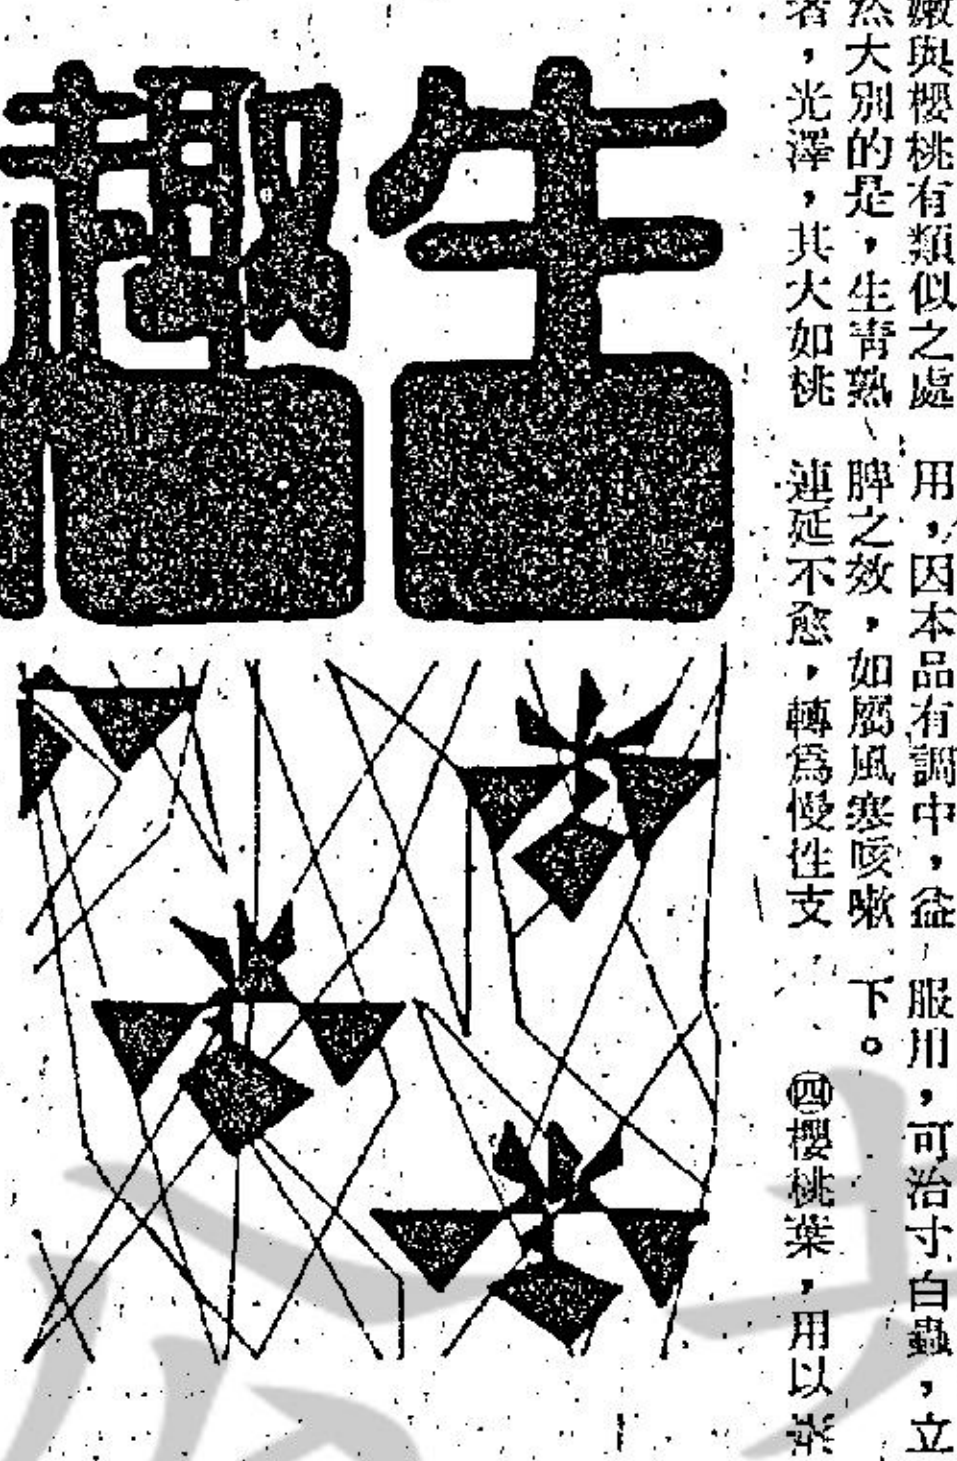 嫩與櫻桃有類似之處
然大別的是，生靑熟
者，光澤，其大如桃
用，因本品有調中，益
脾之效，如屬風寒咳嗽
連延不愈，轉爲慢性支
服用，可治寸白蟲，立
下。
㊃櫻桃葉，用以
生趣